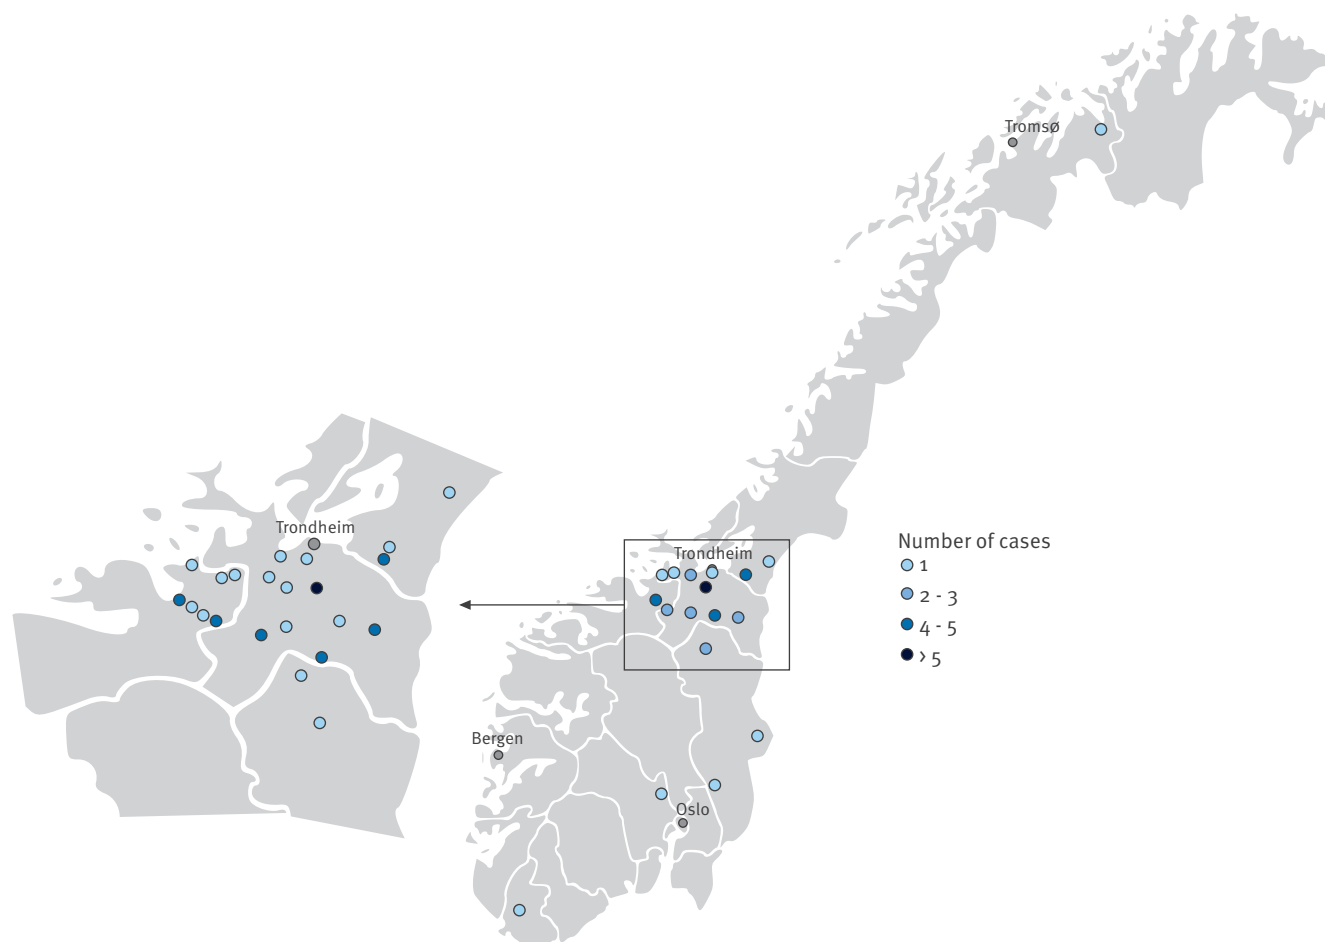 Tromsø
Trondheim
Trondheim
Number of cases
1
2 - 3
4 - 5
> 5
Bergen
Oslo